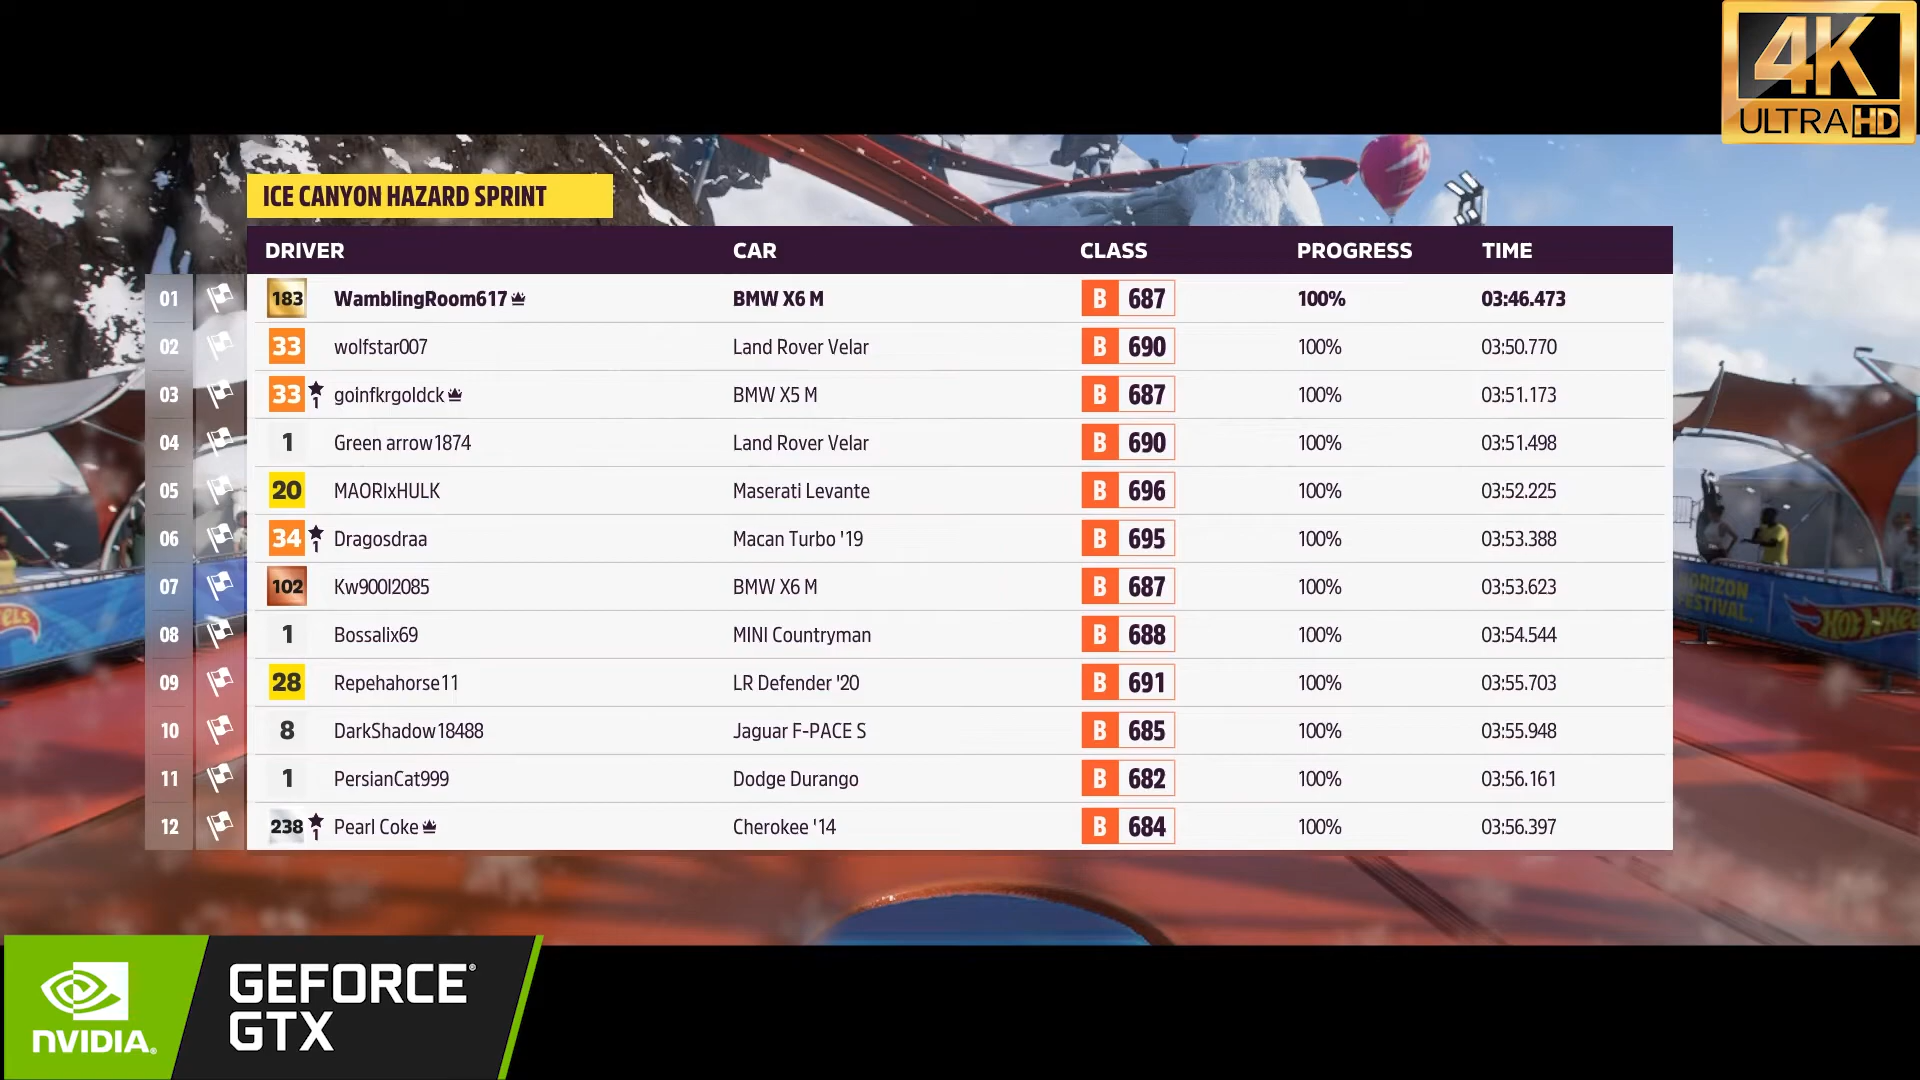 4K
ULTRA HD
ICE CANYON HAZARD SPRINT
DRIVER CAR CLASS PROGRESS TIME
01 183 WamblingRoom617 BMW X6 M B 687 100% 03:46.473
02 33 wolfstar007 Land Rover Velar B 690 100% 03:50.770
03 33 1 goinfkrgoldck BMW X5 M B 687 100% 03:51.173
04 1 Green arrow1874 Land Rover Velar B 690 100% 03:51.498
05 20 MAORIxHULK Maserati Levante B 696 100% 03:52.225
06 34 1 Dragosdraa Macan Turbo '19 B 695 100% 03:53.388
07 102 Kw900I2085 BMW X6 M B 687 100% 03:53.623
08 1 Bossalix69 MINI Countryman B 688 100% 03:54.544
09 28 Repehahorse11 LR Defender '20 B 691 100% 03:55.703
10 8 DarkShadow18488 Jaguar F-PACE S B 685 100% 03:55.948
11 1 PersianCat999 Dodge Durango B 682 100% 03:56.161
12 238 1 Pearl Coke Cherokee '14 B 684 100% 03:56.397
HORIZON
FESTIVAL
HOT WHEELS
NVIDIA.
GEFORCE®
GTX